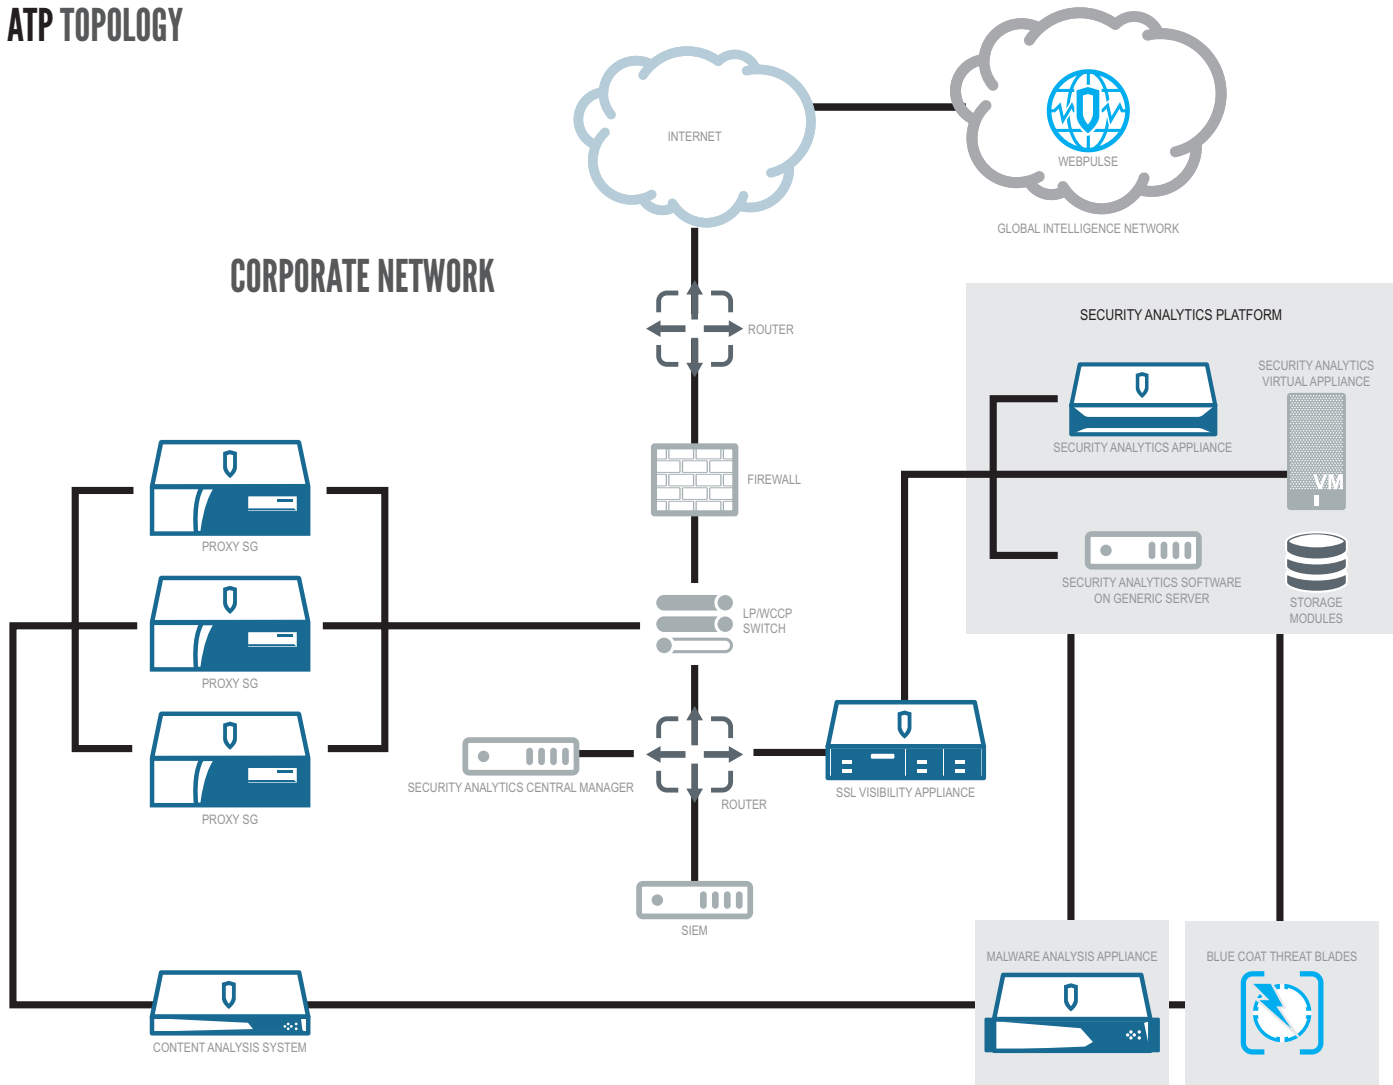 ATP TOPOLOGY
INTERNET
WEBPULSE
GLOBAL INTELLIGENCE NETWORK
CORPORATE NETWORK
ROUTER
SECURITY ANALYTICS PLATFORM
SECURITY ANALYTICS
VIRTUAL APPLIANCE
SECURITY ANALYTICS APPLIANCE
VM
FIREWALL
PROXY SG
SECURITY ANALYTICS SOFTWARE
ON GENERIC SERVER
STORAGE
MODULES
LP/WCCP
SWITCH
PROXY SG
SECURITY ANALYTICS CENTRAL MANAGER
ROUTER
SSL VISIBILITY APPLIANCE
PROXY SG
SIEM
MALWARE ANALYSIS APPLIANCE
BLUE COAT THREAT BLADES
CONTENT ANALYSIS SYSTEM